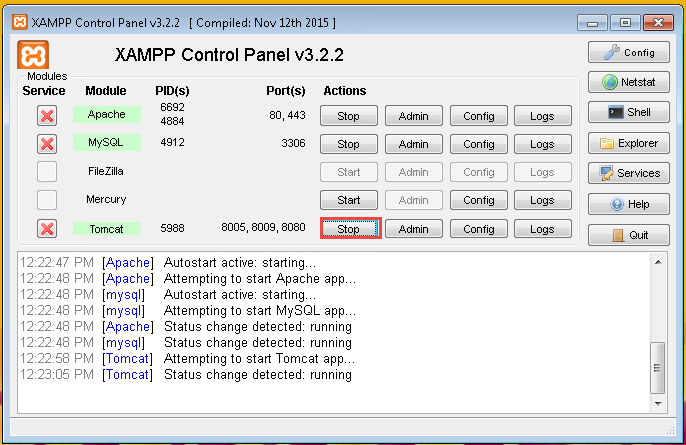 XAMPP Control Panel v3.2.2 [ Compiled: Nov 12th 2015 ]
XAMPP Control Panel v3.2.2
Config
Modules
Service Module PID(s) Port(s) Actions
Netstat
Apache 6692 4884 80, 443 Stop Admin Config Logs
Shell
MySQL 4912 3306 Stop Admin Config Logs
Explorer
FileZilla Start Admin Config Logs
Services
Mercury Start Admin Config Logs
Help
Tomcat 5988 8005, 8009, 8080 Stop Admin Config Logs
Quit
12:22:47 PM [Apache] Autostart active: starting...
12:22:48 PM [Apache] Attempting to start Apache app...
12:22:48 PM [mysql] Autostart active: starting...
12:22:48 PM [mysql] Attempting to start MySQL app...
12:22:48 PM [Apache] Status change detected: running
12:22:48 PM [mysql] Status change detected: running
12:22:58 PM [Tomcat] Attempting to start Tomcat app...
12:23:05 PM [Tomcat] Status change detected: running